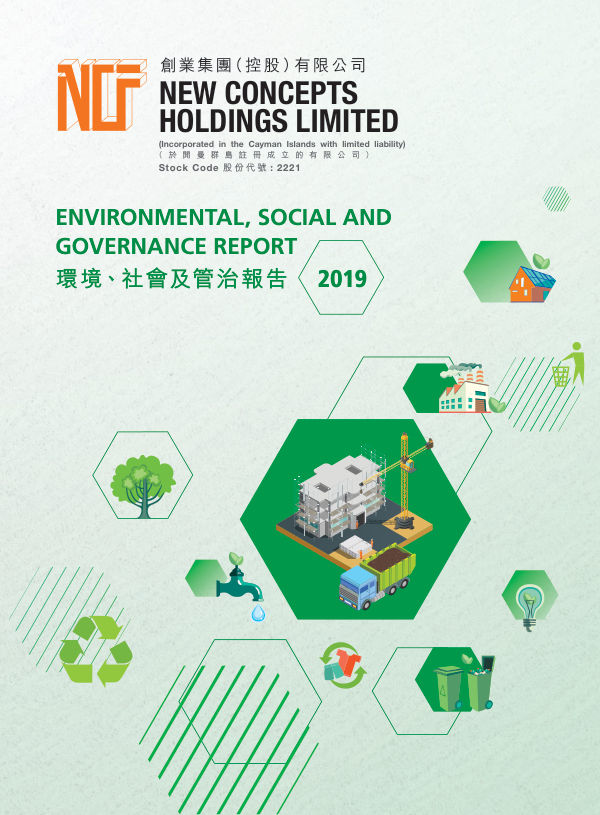 NCF
創業集團（控股）有限公司
NEW CONCEPTS
HOLDINGS LIMITED
(Incorporated in the Cayman Islands with limited liability)
（於開曼群島註冊成立的有限公司）
Stock Code 股份代號 : 2221
ENVIRONMENTAL, SOCIAL AND
GOVERNANCE REPORT
環境、社會及管治報告 2019